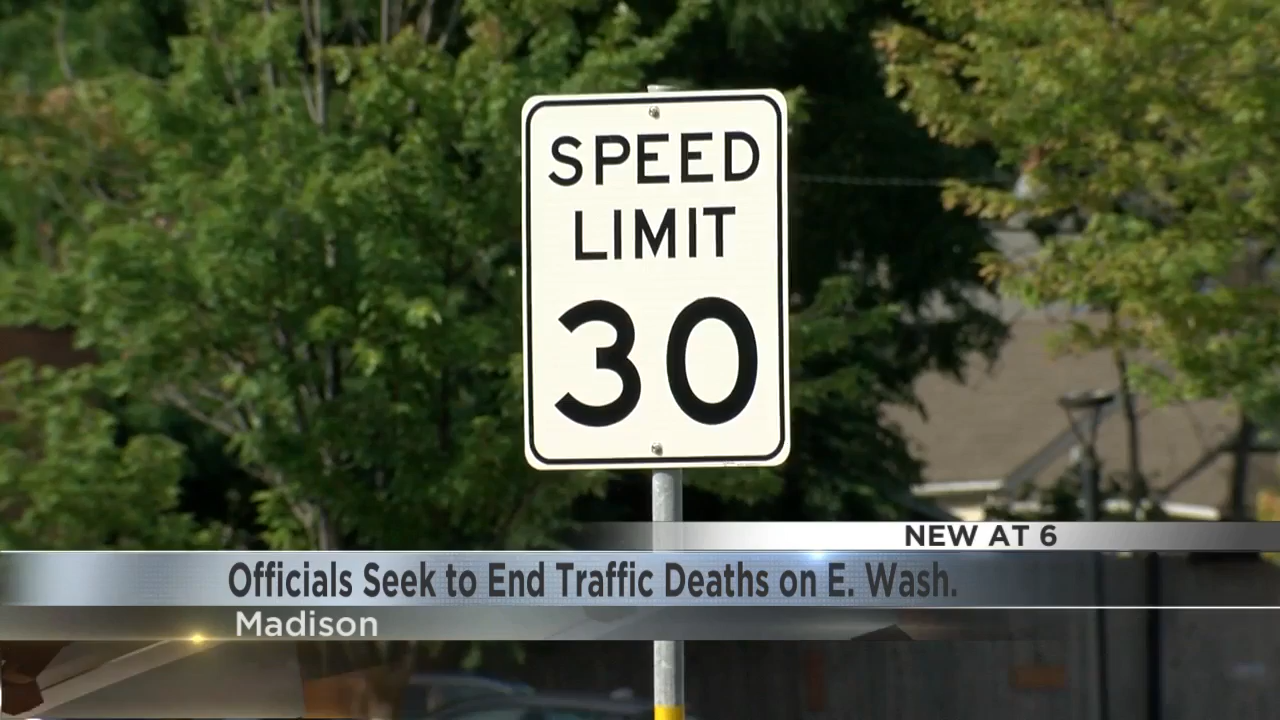 SPEED
LIMIT
30
NEW AT 6
Officials Seek to End Traffic Deaths on E. Wash.
Madison